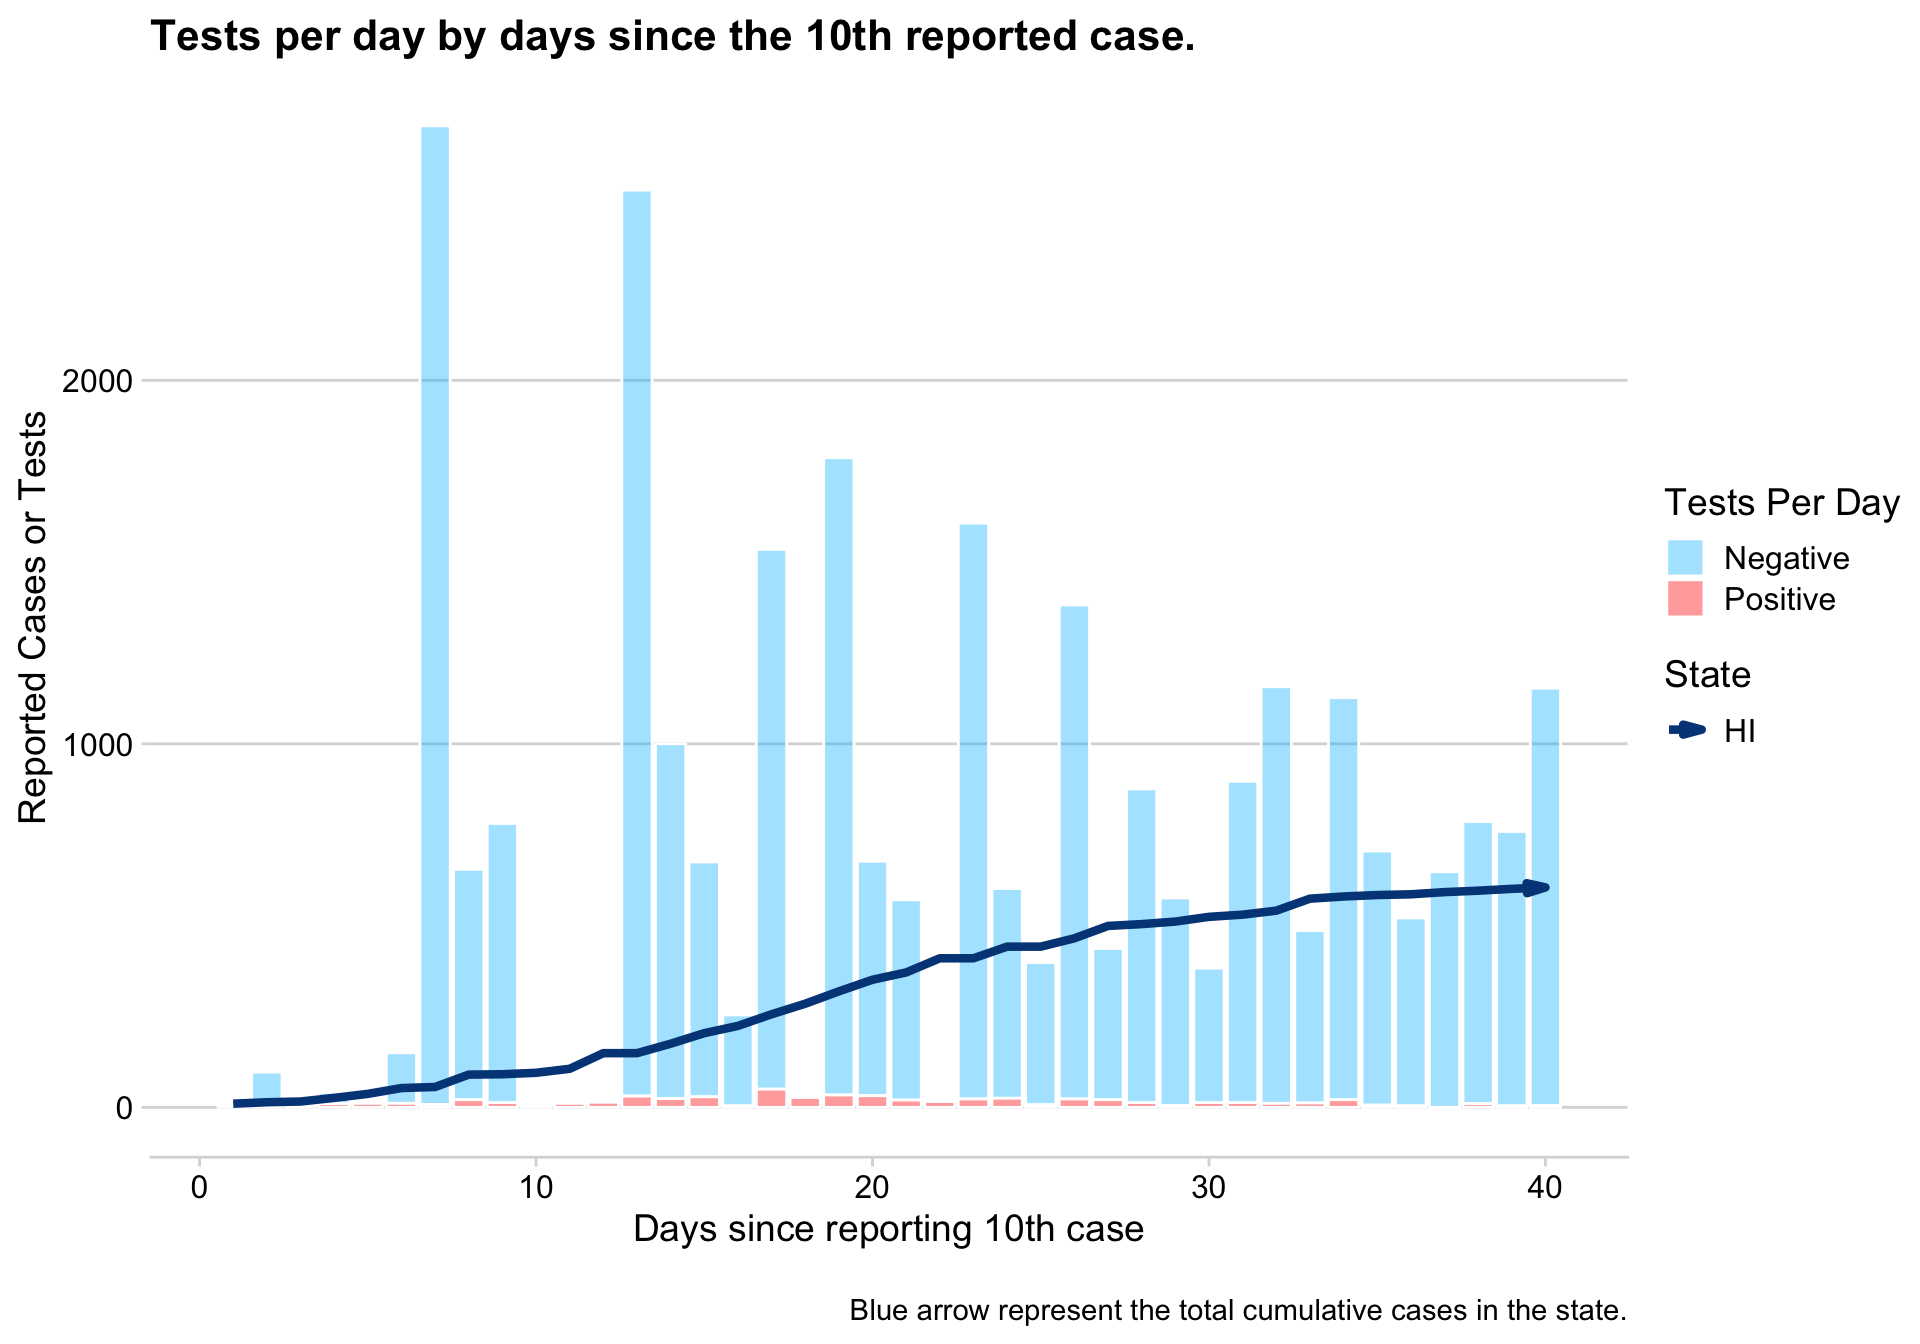 Tests per day by days since the 10th reported case.
Reported Cases or Tests
2000
1000
0
0 10 20 30 40
Days since reporting 10th case
Tests Per Day
Negative
Positive
State
HI
Blue arrow represent the total cumulative cases in the state.